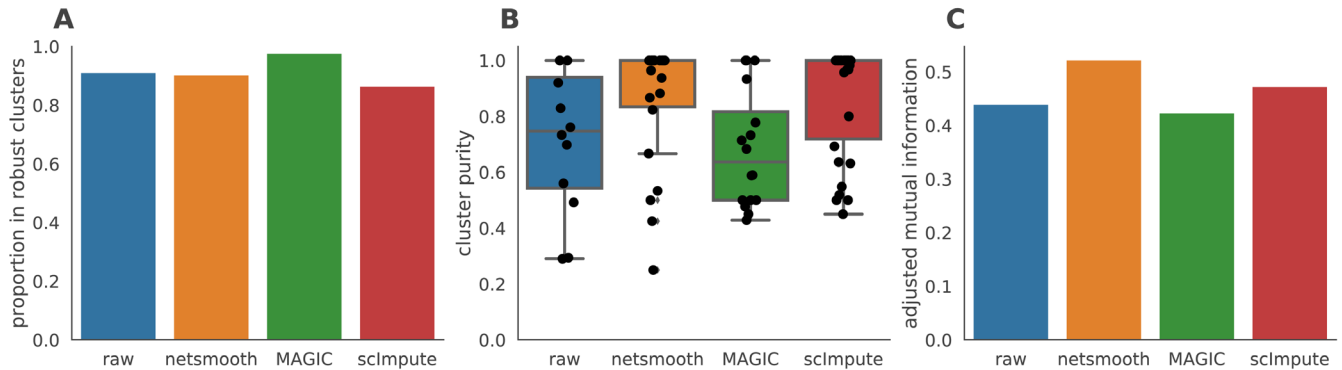 A
proportion in robust clusters
1.0
0.8
0.6
0.4
0.2
0.0
raw netsmooth MAGIC scImpute
B
cluster purity
1.0
0.8
0.6
0.4
0.2
0.0
raw netsmooth MAGIC scImpute
C
adjusted mutual information
0.5
0.4
0.3
0.2
0.1
0.0
raw netsmooth MAGIC scImpute